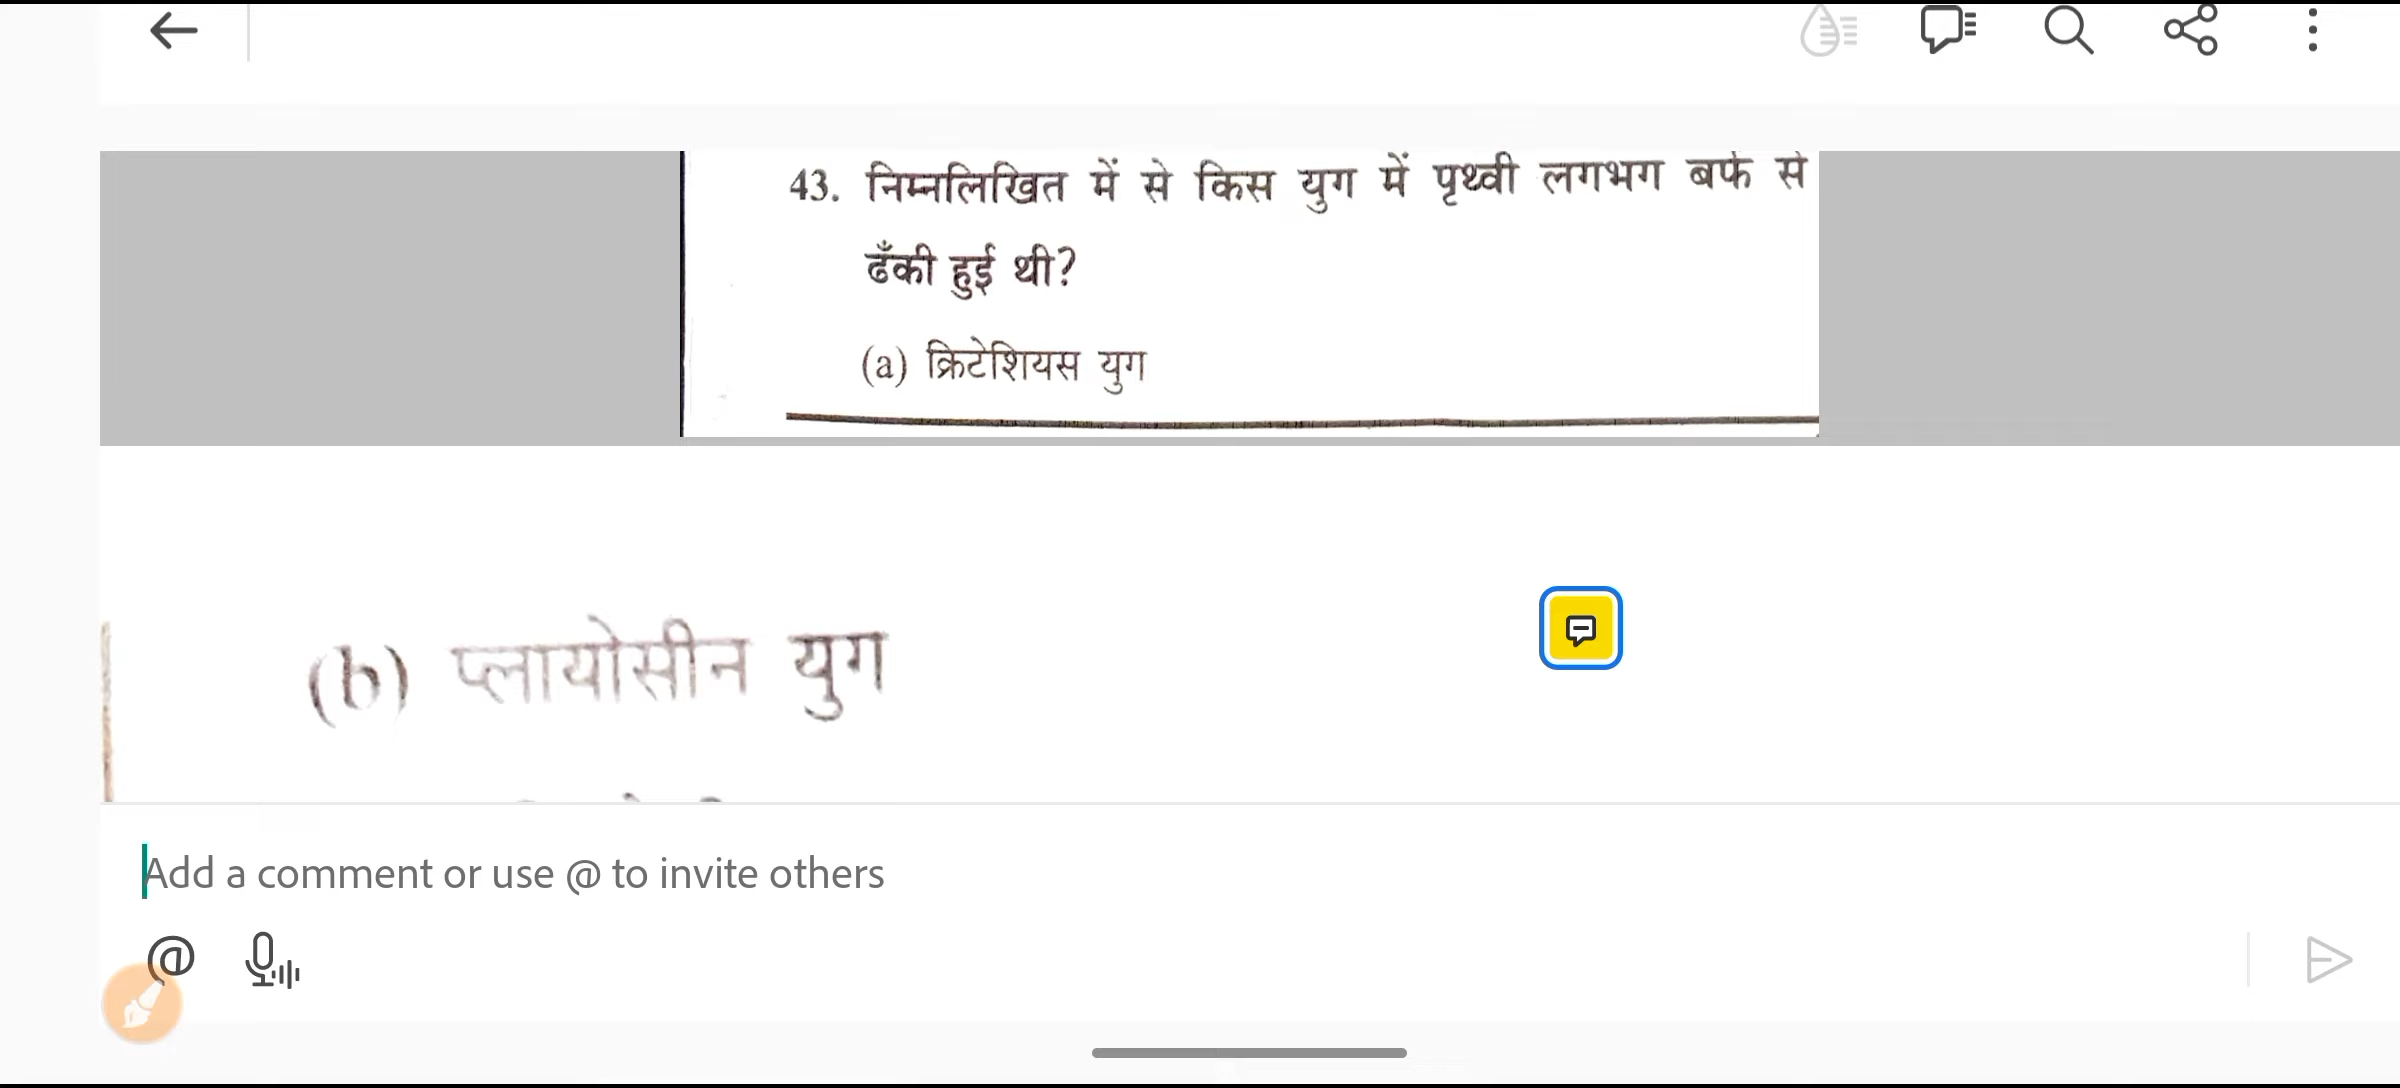 43. निम्नलिखित में से किस युग में पृथ्वी लगभग बर्फ से
ढँकी हुई थी?
(a) क्रिटेशियस युग
(b) प्लायोसीन युग
Add a comment or use @ to invite others